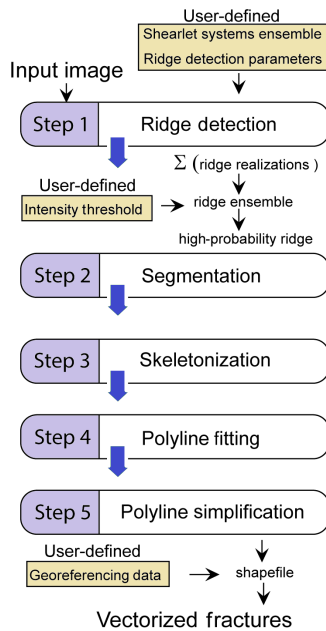 User-defined
Shearlet systems ensemble
Ridge detection parameters
Input image
Step 1 Ridge detection
Σ (ridge realizations )
User-defined
Intensity threshold
ridge ensemble
high-probability ridge
Step 2 Segmentation
Step 3 Skeletonization
Step 4 Polyline fitting
Step 5 Polyline simplification
User-defined
Georeferencing data
shapefile
Vectorized fractures